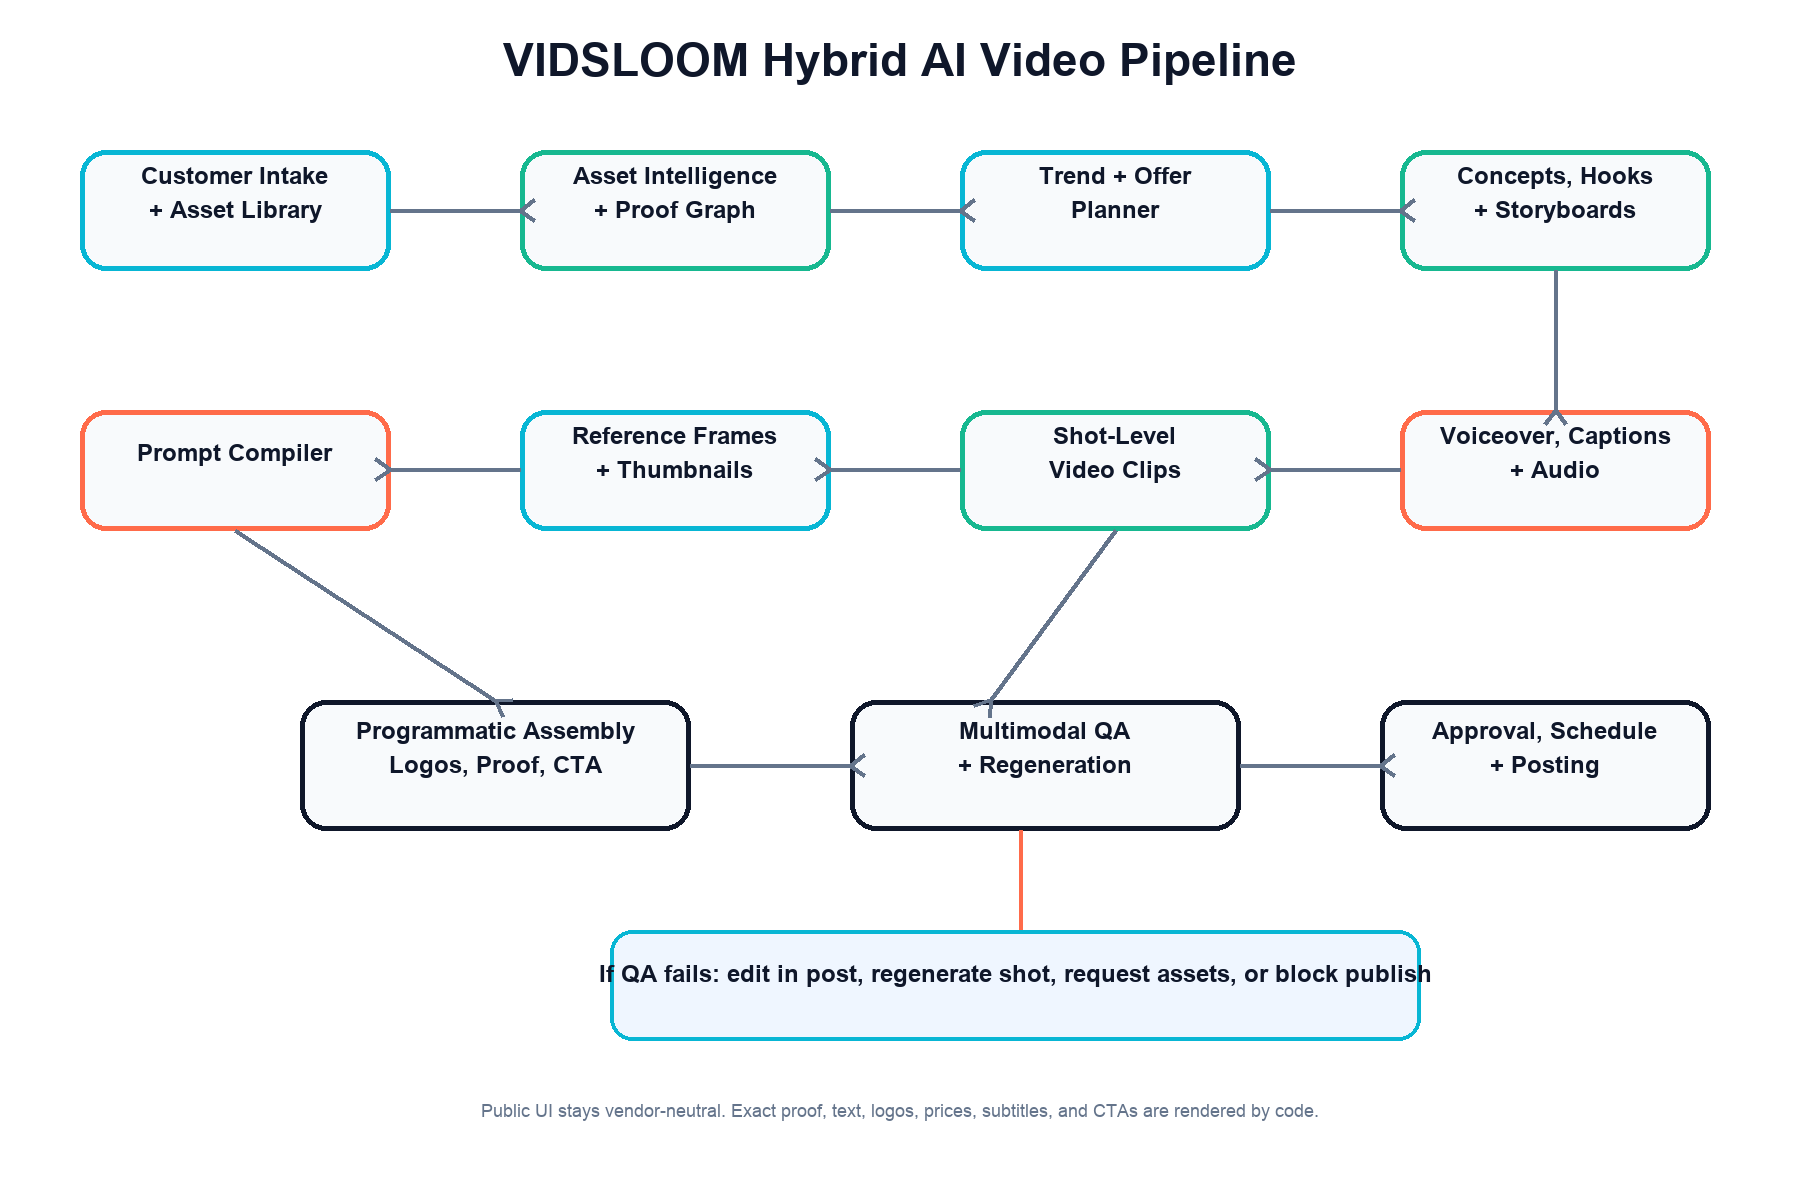 VIDSLOOM Hybrid AI Video Pipeline
Customer Intake
+ Asset Library
Asset Intelligence
+ Proof Graph
Trend + Offer
Planner
Concepts, Hooks
+ Storyboards
Prompt Compiler
Reference Frames
+ Thumbnails
Shot-Level
Video Clips
Voiceover, Captions
+ Audio
Programmatic Assembly
Logos, Proof, CTA
Multimodal QA
+ Regeneration
Approval, Schedule
+ Posting
If QA fails: edit in post, regenerate shot, request assets, or block publish
Public UI stays vendor-neutral. Exact proof, text, logos, prices, subtitles, and CTAs are rendered by code.